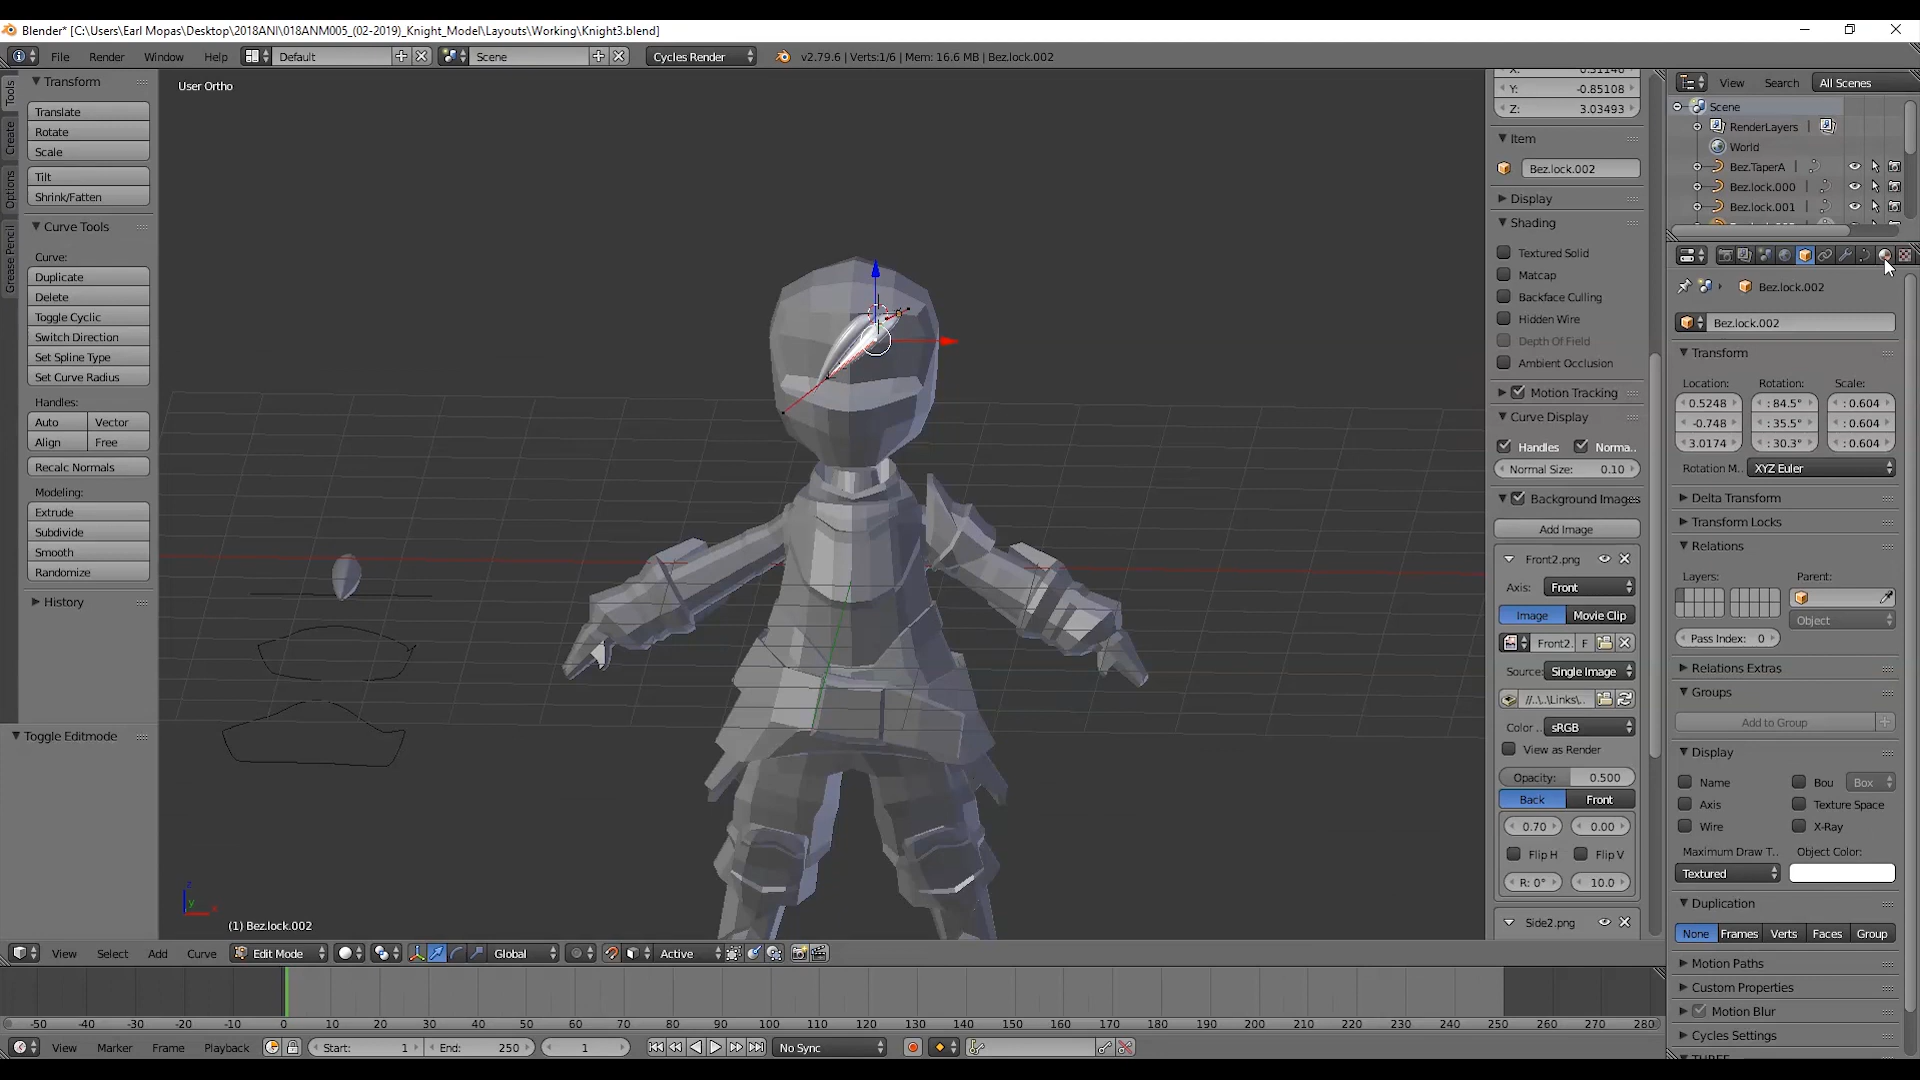 Blender* [C:\Users\Earl Mopas\Desktop\2018ANI\018ANM005_(02-2019)_Knight_Model\Layouts\Working\Knight3.blend]
File Render Window Help Default Scene Cycles Render v2.79.6 | Verts:1/6 | Mem: 16.6 MB | Bez.lock.002
Tools
Create
Options
Grease Pencil
Transform
Translate
Rotate
Scale
Tilt
Shrink/Fatten
Curve Tools
Curve:
Duplicate
Delete
Toggle Cyclic
Switch Direction
Set Spline Type
Set Curve Radius
Handles:
Auto Vector
Align Free
Recalc Normals
Modeling:
Extrude
Subdivide
Smooth
Randomize
History
Toggle Editmode
User Ortho
(1) Bez.lock.002
Y: -0.85108
Z: 3.03493
Item
Bez.lock.002
Display
Shading
Textured Solid
Matcap
Backface Culling
Hidden Wire
Depth Of Field
Ambient Occlusion
Motion Tracking
Curve Display
Handles Norma..
Normal Size: 0.10
Background Images
Add Image
Front2.png
Axis: Front
Image Movie Clip
Front2. F
Source: Single Image
//..\..\Links\..
Color .. sRGB
View as Render
Opacity: 0.500
Back Front
0.70 0.00
Flip H Flip V
R: 0° 10.0
Side2.png
View Search All Scenes
Scene
RenderLayers
World
Bez.TaperA
Bez.lock.000
Bez.lock.001
Bez.lock.002
Bez.lock.002
Transform
Location: Rotation: Scale:
0.5248 : 84.5° : 0.604
-0.748 : 35.5° : 0.604
3.0174 : 30.3° : 0.604
Rotation M.. XYZ Euler
Delta Transform
Transform Locks
Relations
Layers: Parent:
Object
Pass Index: 0
Relations Extras
Groups
Add to Group
Display
Name Bou Box
Axis Texture Space
Wire X-Ray
Maximum Draw T.. Object Color:
Textured
Duplication
None Frames Verts Faces Group
Motion Paths
Custom Properties
Motion Blur
Cycles Settings
View Select Add Curve Edit Mode Global Active
-50 -40 -30 -20 -10 0 10 20 30 40 50 60 70 80 90 100 110 120 130 140 150 160 170 180 190 200 210 220 230 240 250 260 270 280
View Marker Frame Playback Start: 1 End: 250 1 No Sync